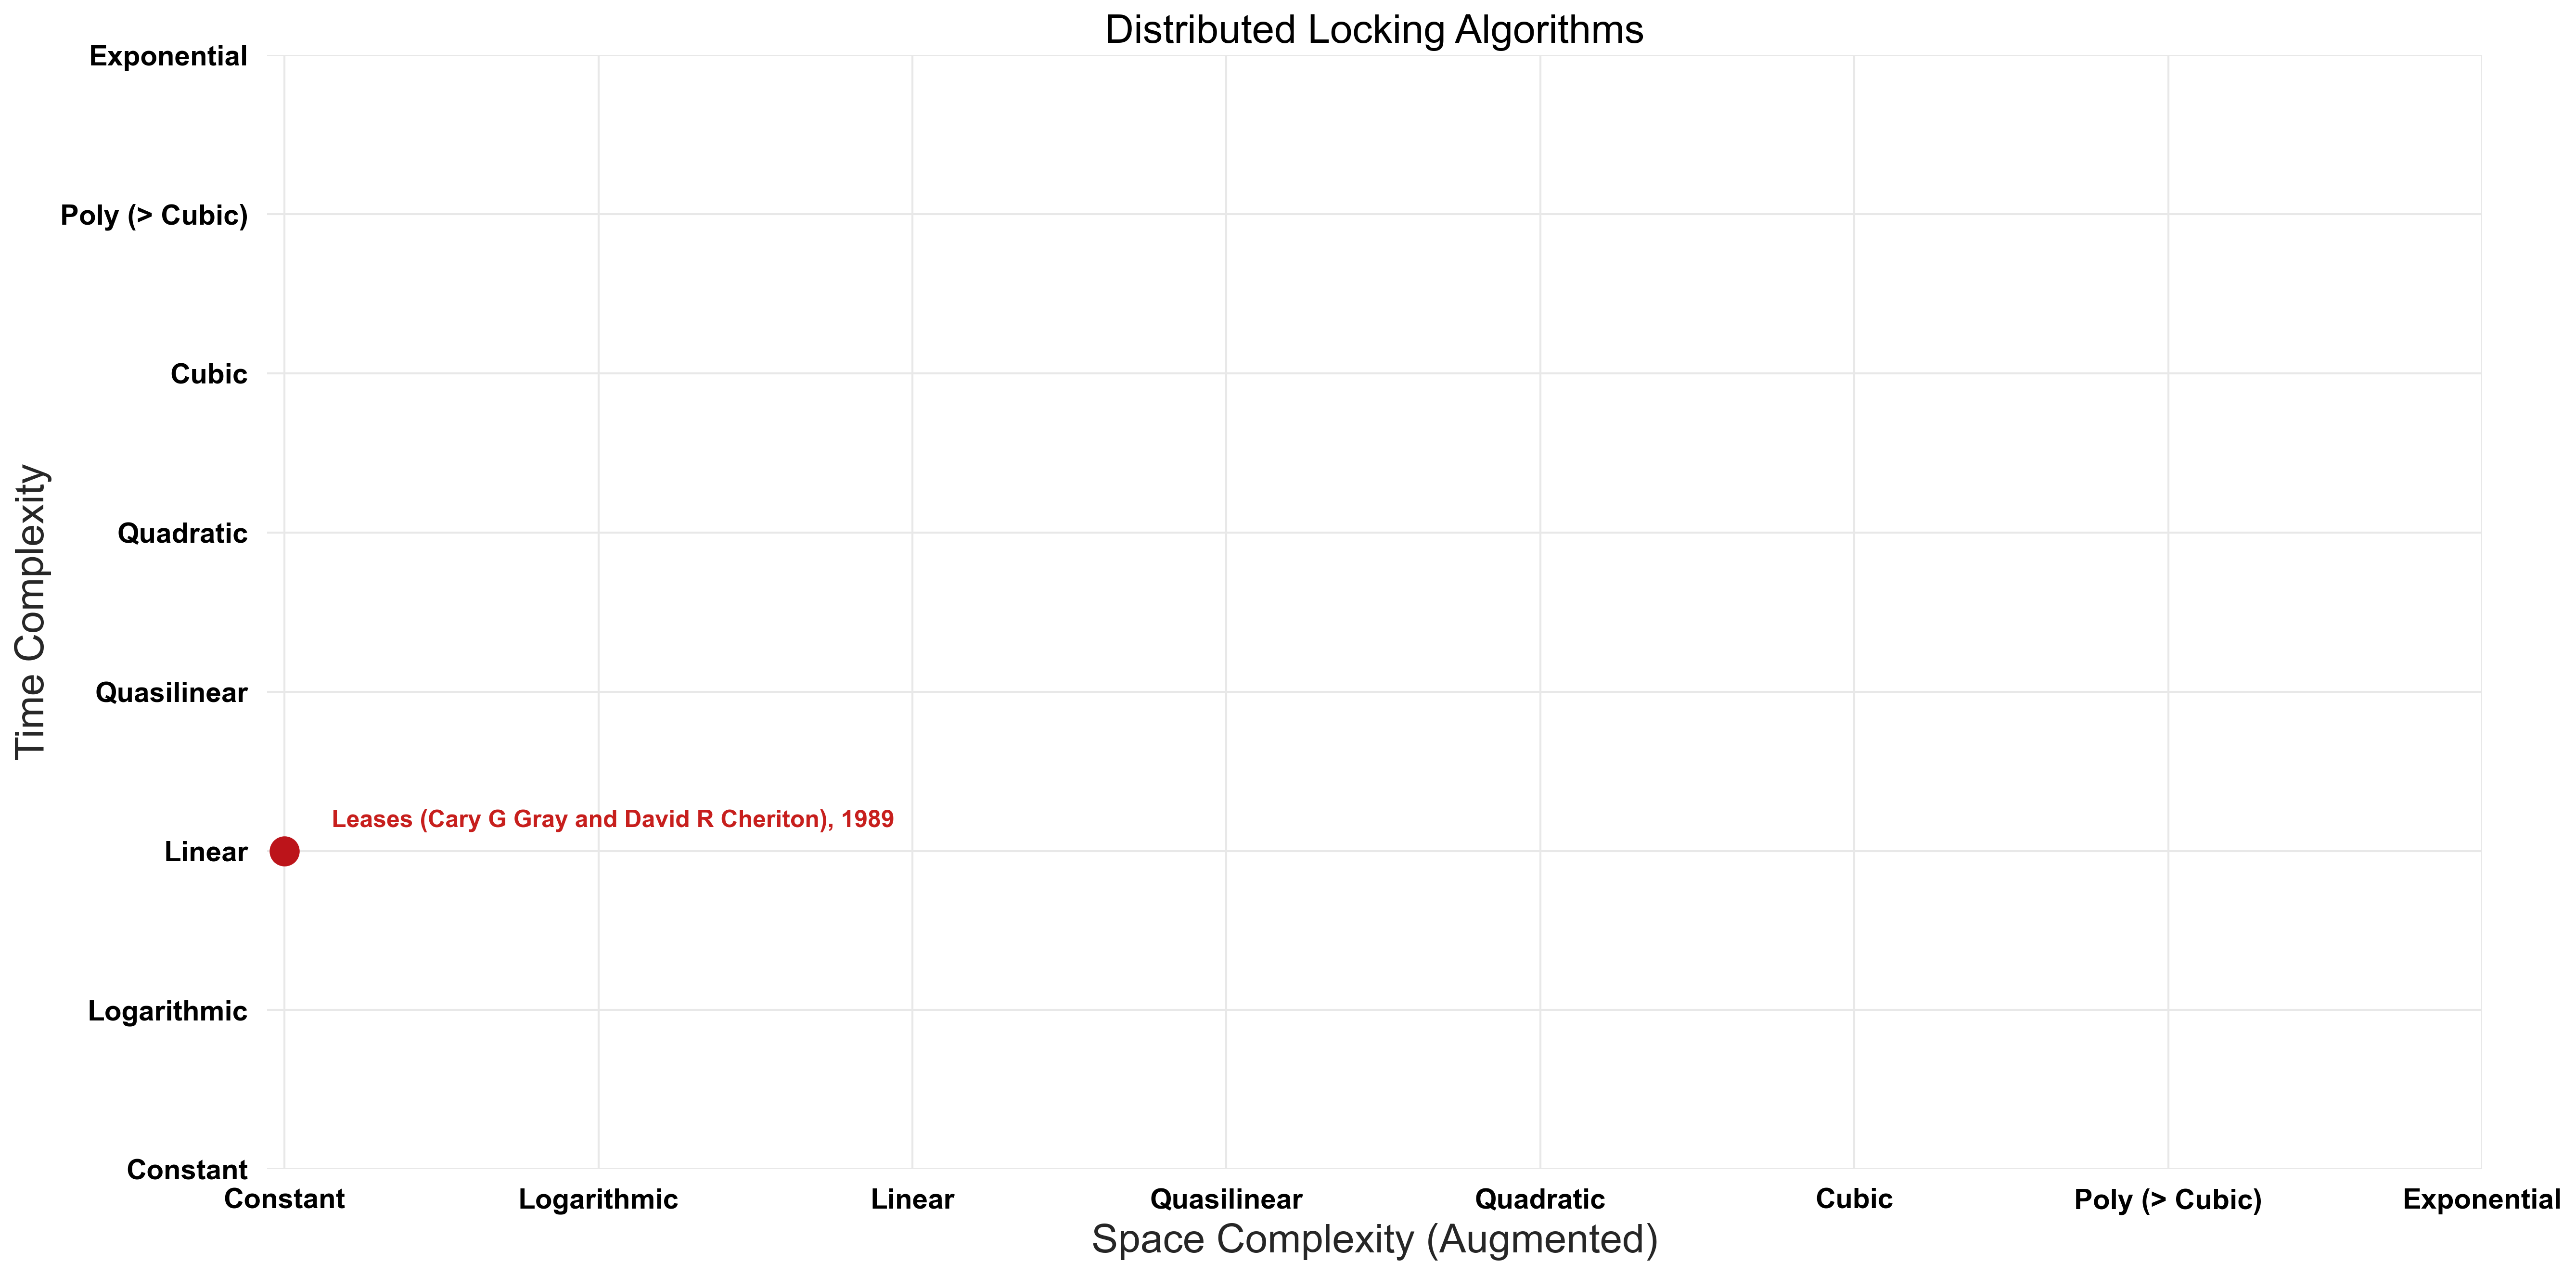 Distributed Locking Algorithms
Exponential
Poly (> Cubic)
Cubic
Quadratic
Quasilinear
Linear
Logarithmic
Constant
Time Complexity
Leases (Cary G Gray and David R Cheriton), 1989
Constant
Logarithmic
Linear
Quasilinear
Quadratic
Cubic
Poly (> Cubic)
Exponential
Space Complexity (Augmented)